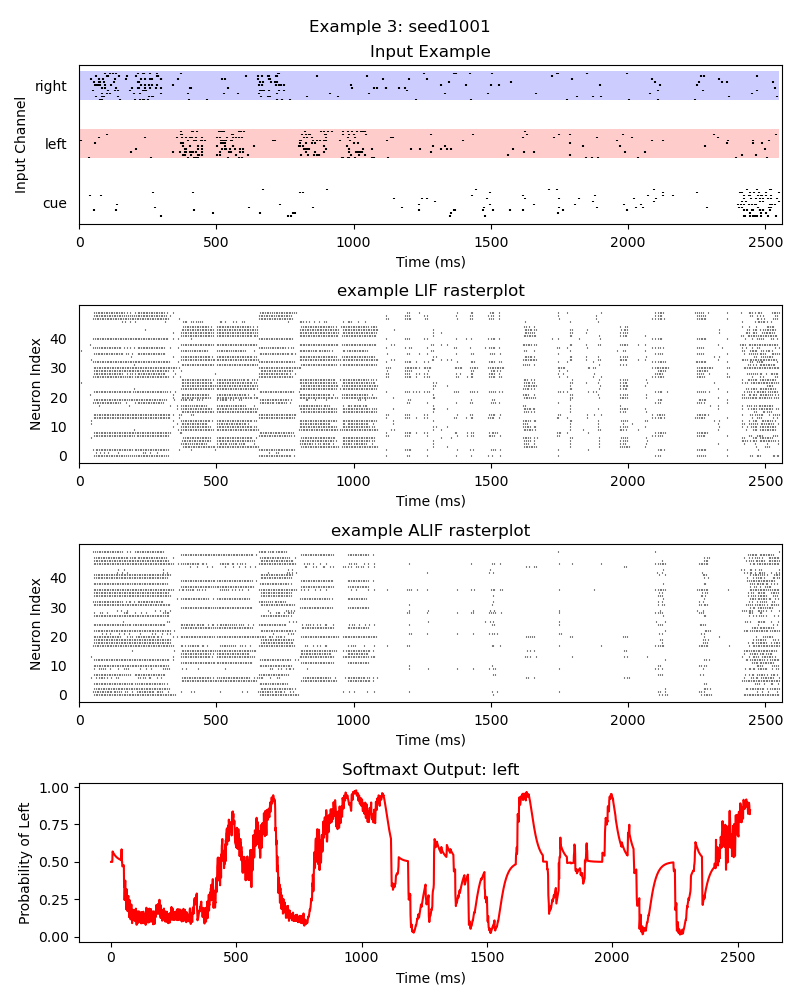 Example 3: seed1001
Input Example
Input Channel
right
left
cue
0 500 1000 1500 2000 2500
Time (ms)
example LIF rasterplot
Neuron Index
40
30
20
10
0
0 500 1000 1500 2000 2500
Time (ms)
example ALIF rasterplot
Neuron Index
40
30
20
10
0
0 500 1000 1500 2000 2500
Time (ms)
Softmaxt Output: left
Probability of Left
1.00
0.75
0.50
0.25
0.00
0 500 1000 1500 2000 2500
Time (ms)